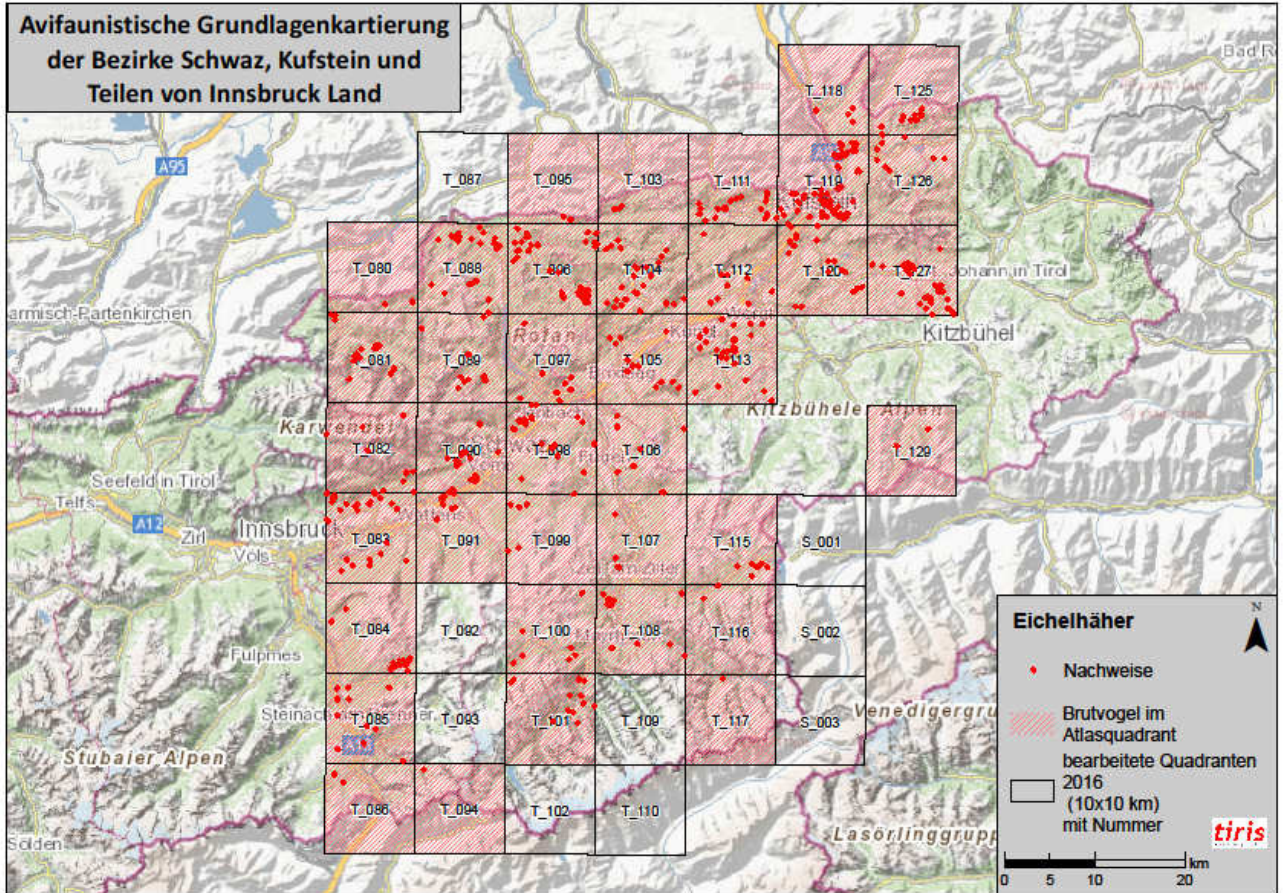 Avifaunistische Grundlagenkartierung
der Bezirke Schwaz, Kufstein und
Teilen von Innsbruck Land
Bad R
A95
T_118
T_125
T_087
T_095
T_103
T_111
T_119
T_126
T_080
T_088
T_096
T_104
T_112
T_120
T_127
Johann in Tirol
armisch-Partenkirchen
Kitzbühel
Rofan
T_081
T_089
T_097
T_105
T_113
Karwendel
Kitzbüheler Alpen
T_082
T_090
T_098
T_106
T_129
Seefeld in Tirol
Telfs
A12
Zirl
Innsbruck
Völs
T_083
T_091
T_099
T_107
T_115
S_001
T_084
T_092
T_100
T_108
T_116
S_002
Fulpmes
T_085
T_093
T_101
T_109
T_117
S_003
Venedigergru
Stubaier Alpen
T_086
T_094
T_102
T_110
Sölden
Lasörlinggrupp
Eichelhäher
N
Nachweise
Brutvogel im
Atlasquadrant
bearbeitete Quadranten
2016
(10x10 km)
mit Nummer
tiris
km
0 5 10 20